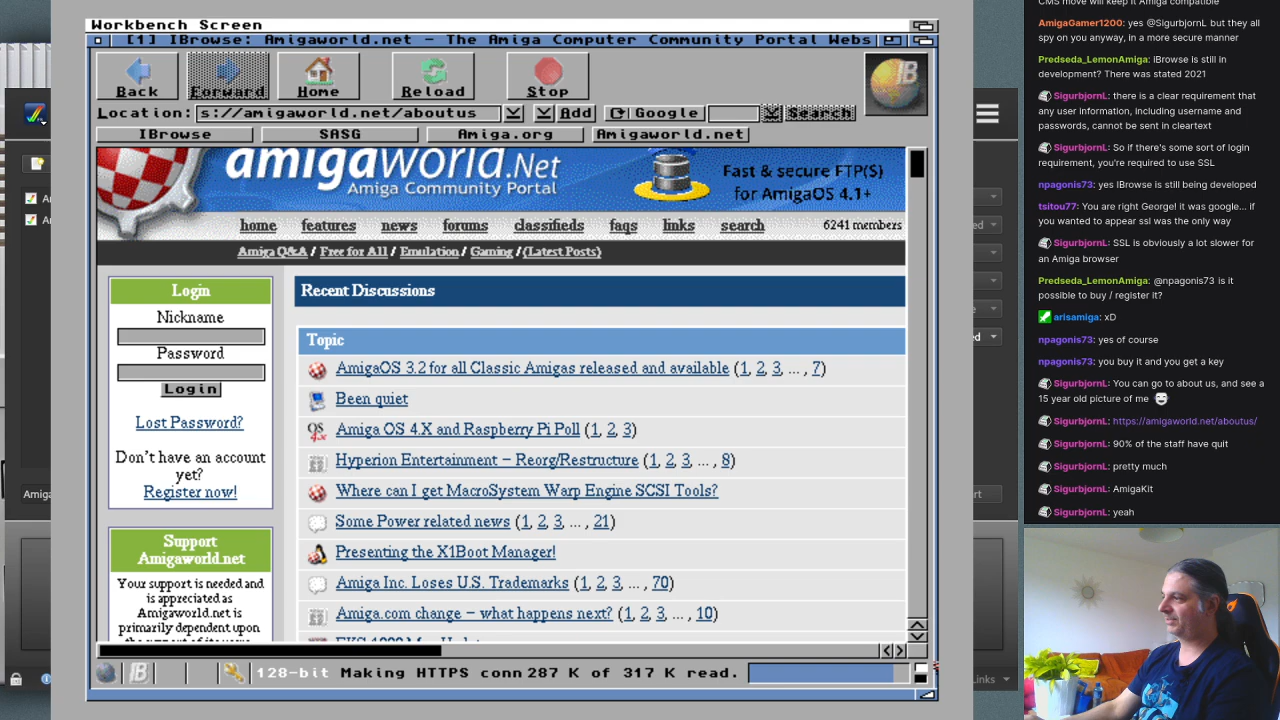 Workbench Screen
[1] IBrowse: Amigaworld.net - The Amiga Computer Community Portal Webs
Back
Forward
Home
Reload
Stop
Location: s://amigaworld.net/aboutus
Add
Google
Search
IBrowse
SASG
Amiga.org
Amigaworld.net
amigaworld.Net
Amiga Community Portal
Fast & secure FTP(S)
for AmigaOS 4.1+
home features news forums classifieds faqs links search 6241 members
Amiga Q&A / Free for All / Emulation / Gaming / (Latest Posts)
Login
Nickname
Password
Login
Lost Password?
Don't have an account
yet?
Register now!
Support
Amigaworld.net
Your support is needed and
is appreciated as
Amigaworld.net is
primarily dependent upon
Recent Discussions
Topic
AmigaOS 3.2 for all Classic Amigas released and available (1, 2, 3, ... , 7)
Been quiet
Amiga OS 4.X and Raspberry Pi Poll (1, 2, 3)
Hyperion Entertainment - Reorg/Restructure (1, 2, 3, ... , 8)
Where can I get MacroSystem Warp Engine SCSI Tools?
Some Power related news (1, 2, 3, ... , 21)
Presenting the X1Boot Manager!
Amiga Inc. Loses U.S. Trademarks (1, 2, 3, ... , 70)
Amiga.com change - what happens next? (1, 2, 3, ... , 10)
128-bit Making HTTPS conn 287 K of 317 K read.
Amiga
Links
CMS move will keep it Amiga compatible
AmigaGamer1200: yes @SigurbjornL but they all
spy on you anyway, in a more secure manner
Predseda_LemonAmiga: IBrowse is still in
development? There was stated 2021
SigurbjornL: there is a clear requirement that
any user information, including username and
passwords, cannot be sent in cleartext
SigurbjornL: So if there's some sort of login
requirement, you're required to use SSL
npagonis73: yes IBrowse is still being developed
tsitou77: You are right George! it was google... if
you wanted to appear ssl was the only way
SigurbjornL: SSL is obviously a lot slower for
an Amiga browser
Predseda_LemonAmiga: @npagonis73 is it
possible to buy / register it?
arisamiga: xD
npagonis73: yes of course
npagonis73: you buy it and you get a key
SigurbjornL: You can go to about us, and see a
15 year old picture of me
SigurbjornL: https://amigaworld.net/aboutus/
SigurbjornL: 90% of the staff have quit
SigurbjornL: pretty much
SigurbjornL: AmigaKit
SigurbjornL: yeah